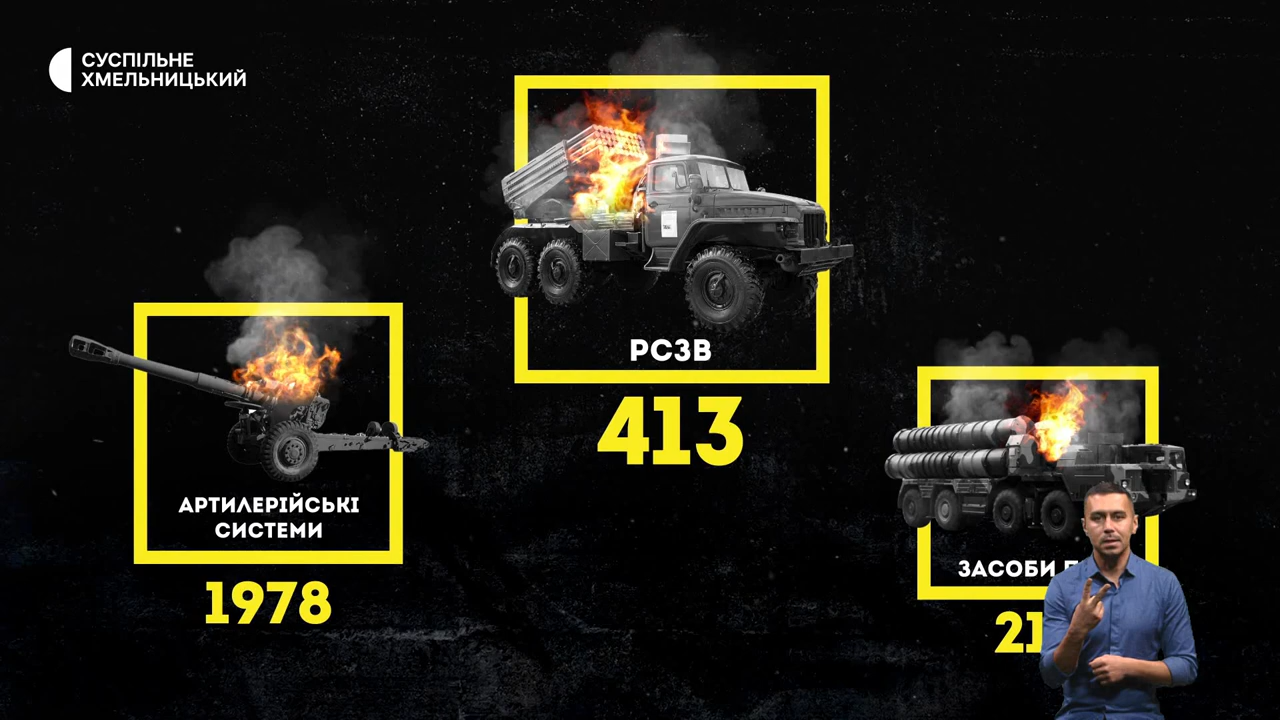 СУСПІЛЬНЕ
ХМЕЛЬНИЦЬКИЙ
РСЗВ
413
АРТИЛЕРІЙСЬКІ
СИСТЕМИ
1978
ЗАСОБИ